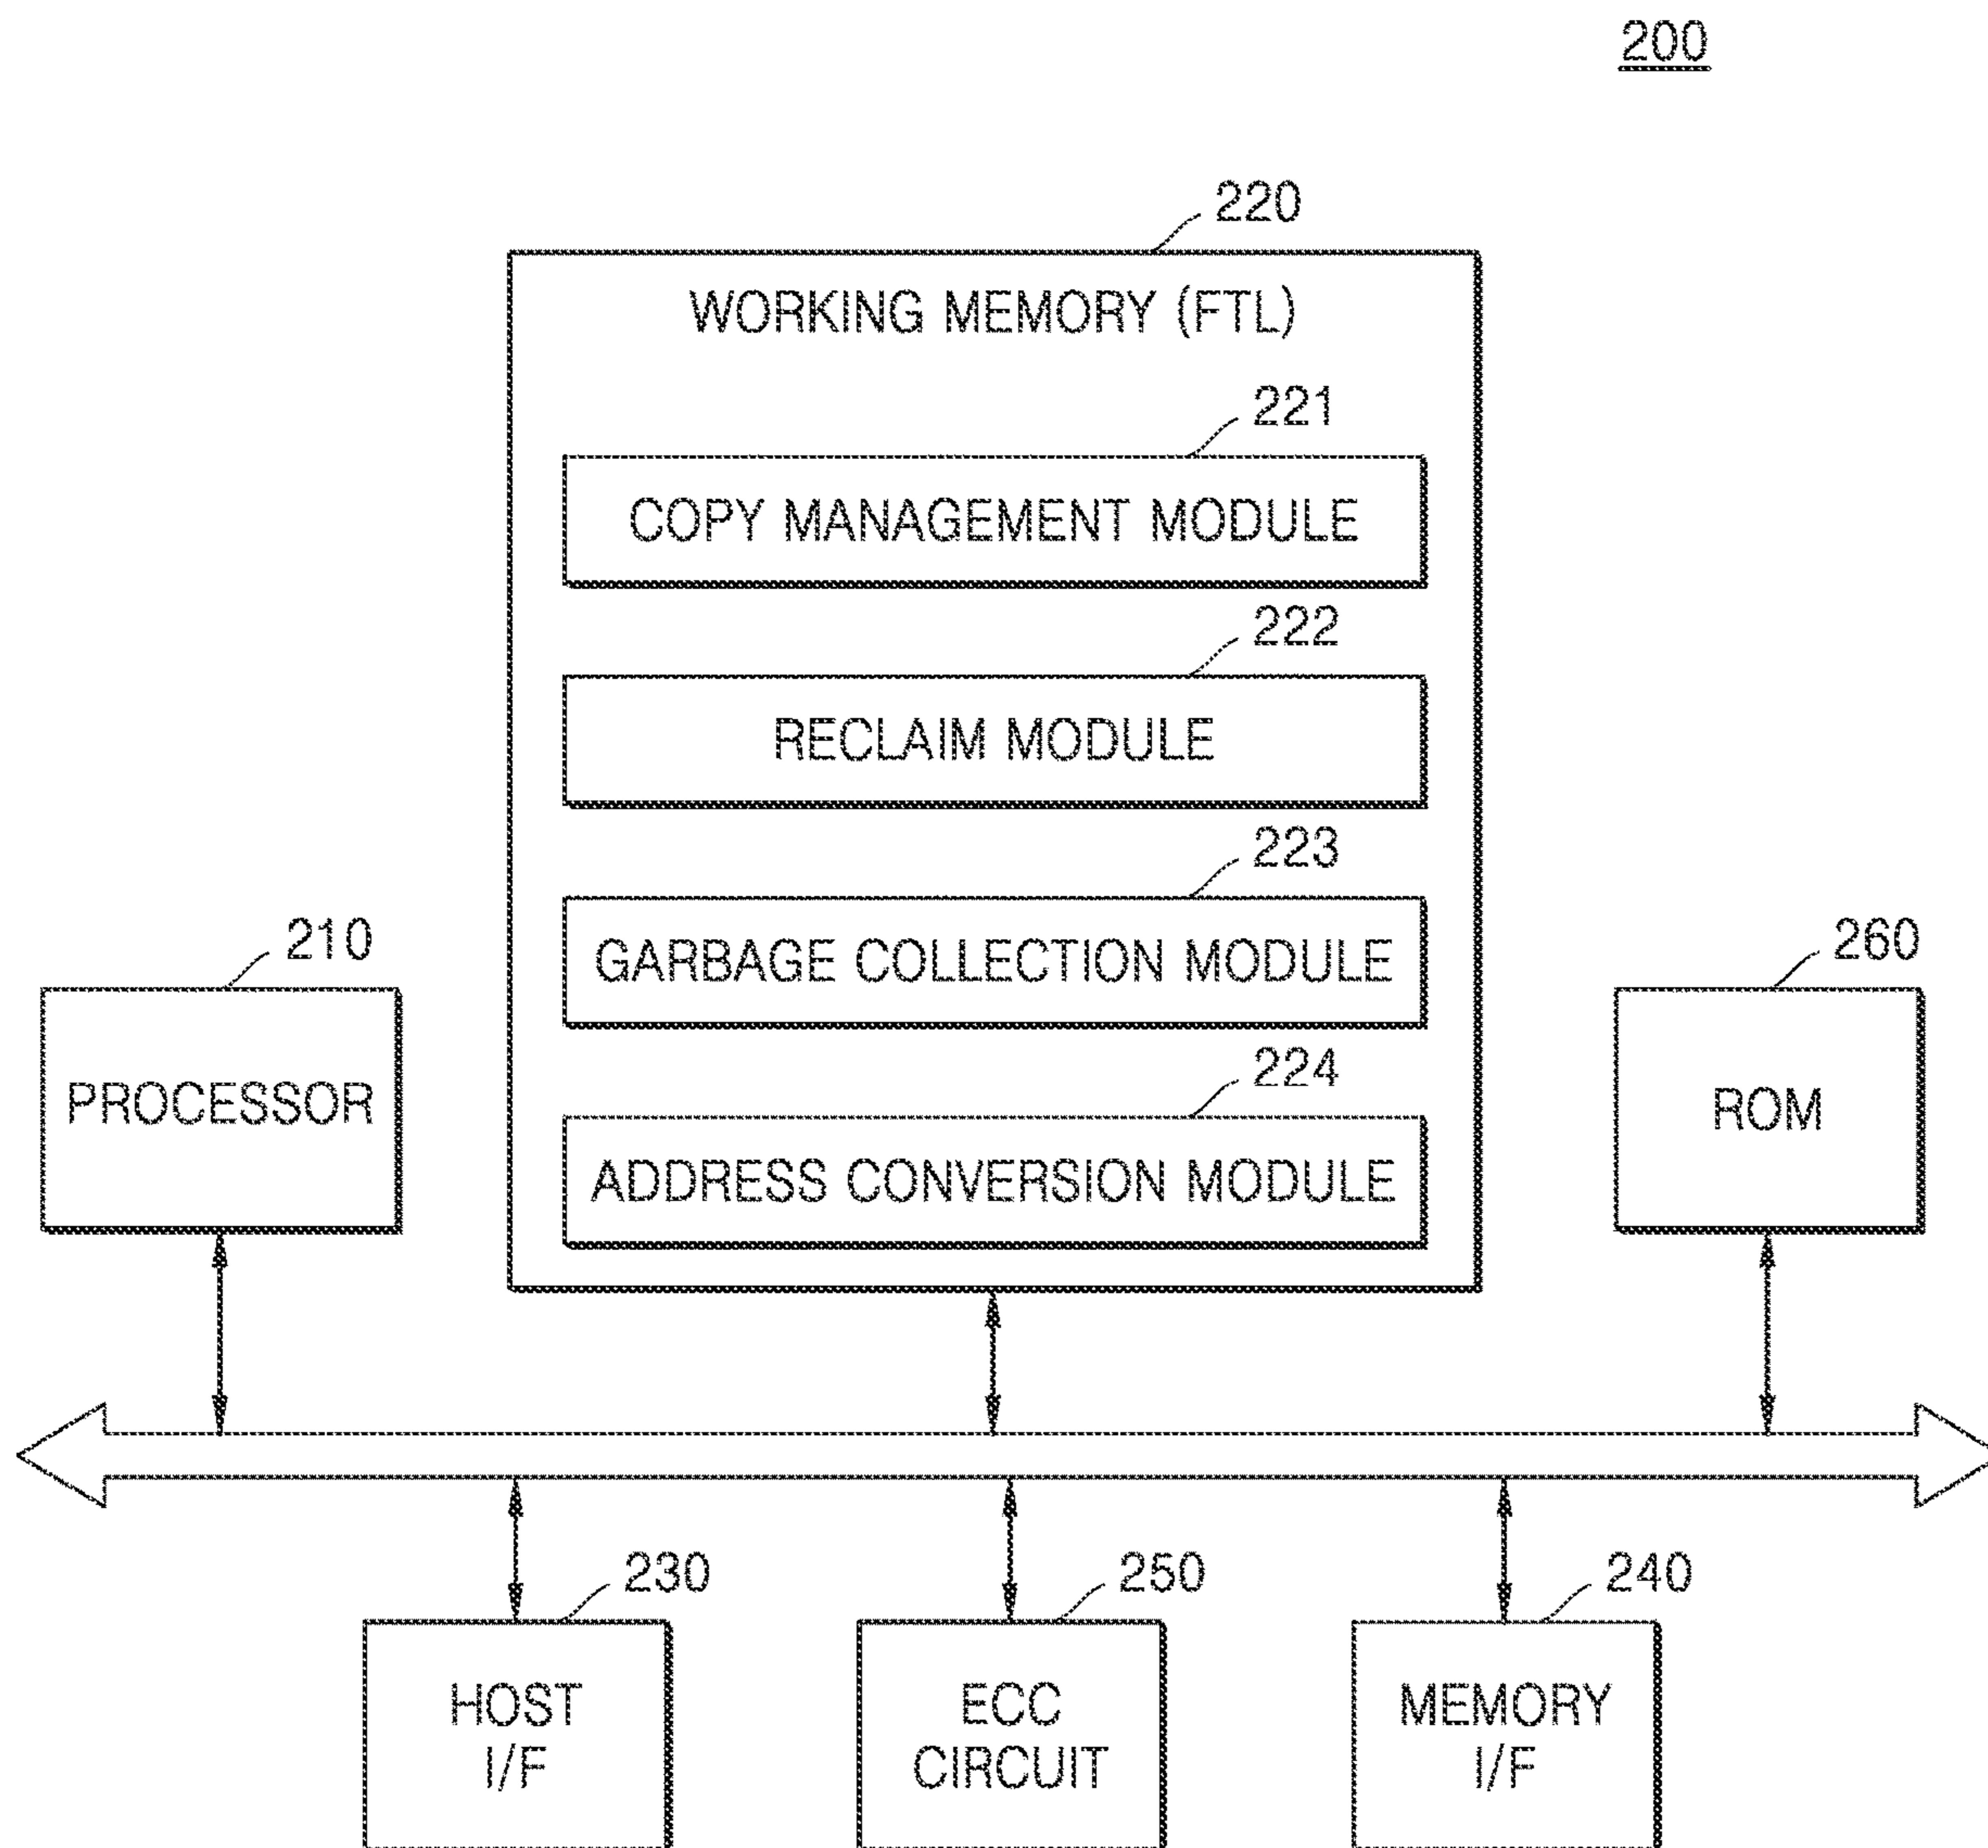 200
220
WORKING MEMORY (FTL)
221
COPY MANAGEMENT MODULE
222
RECLAIM MODULE
223
GARBAGE COLLECTION MODULE
224
ADDRESS CONVERSION MODULE
210
PROCESSOR
260
ROM
230
HOST
I/F
250
ECC
CIRCUIT
240
MEMORY
I/F